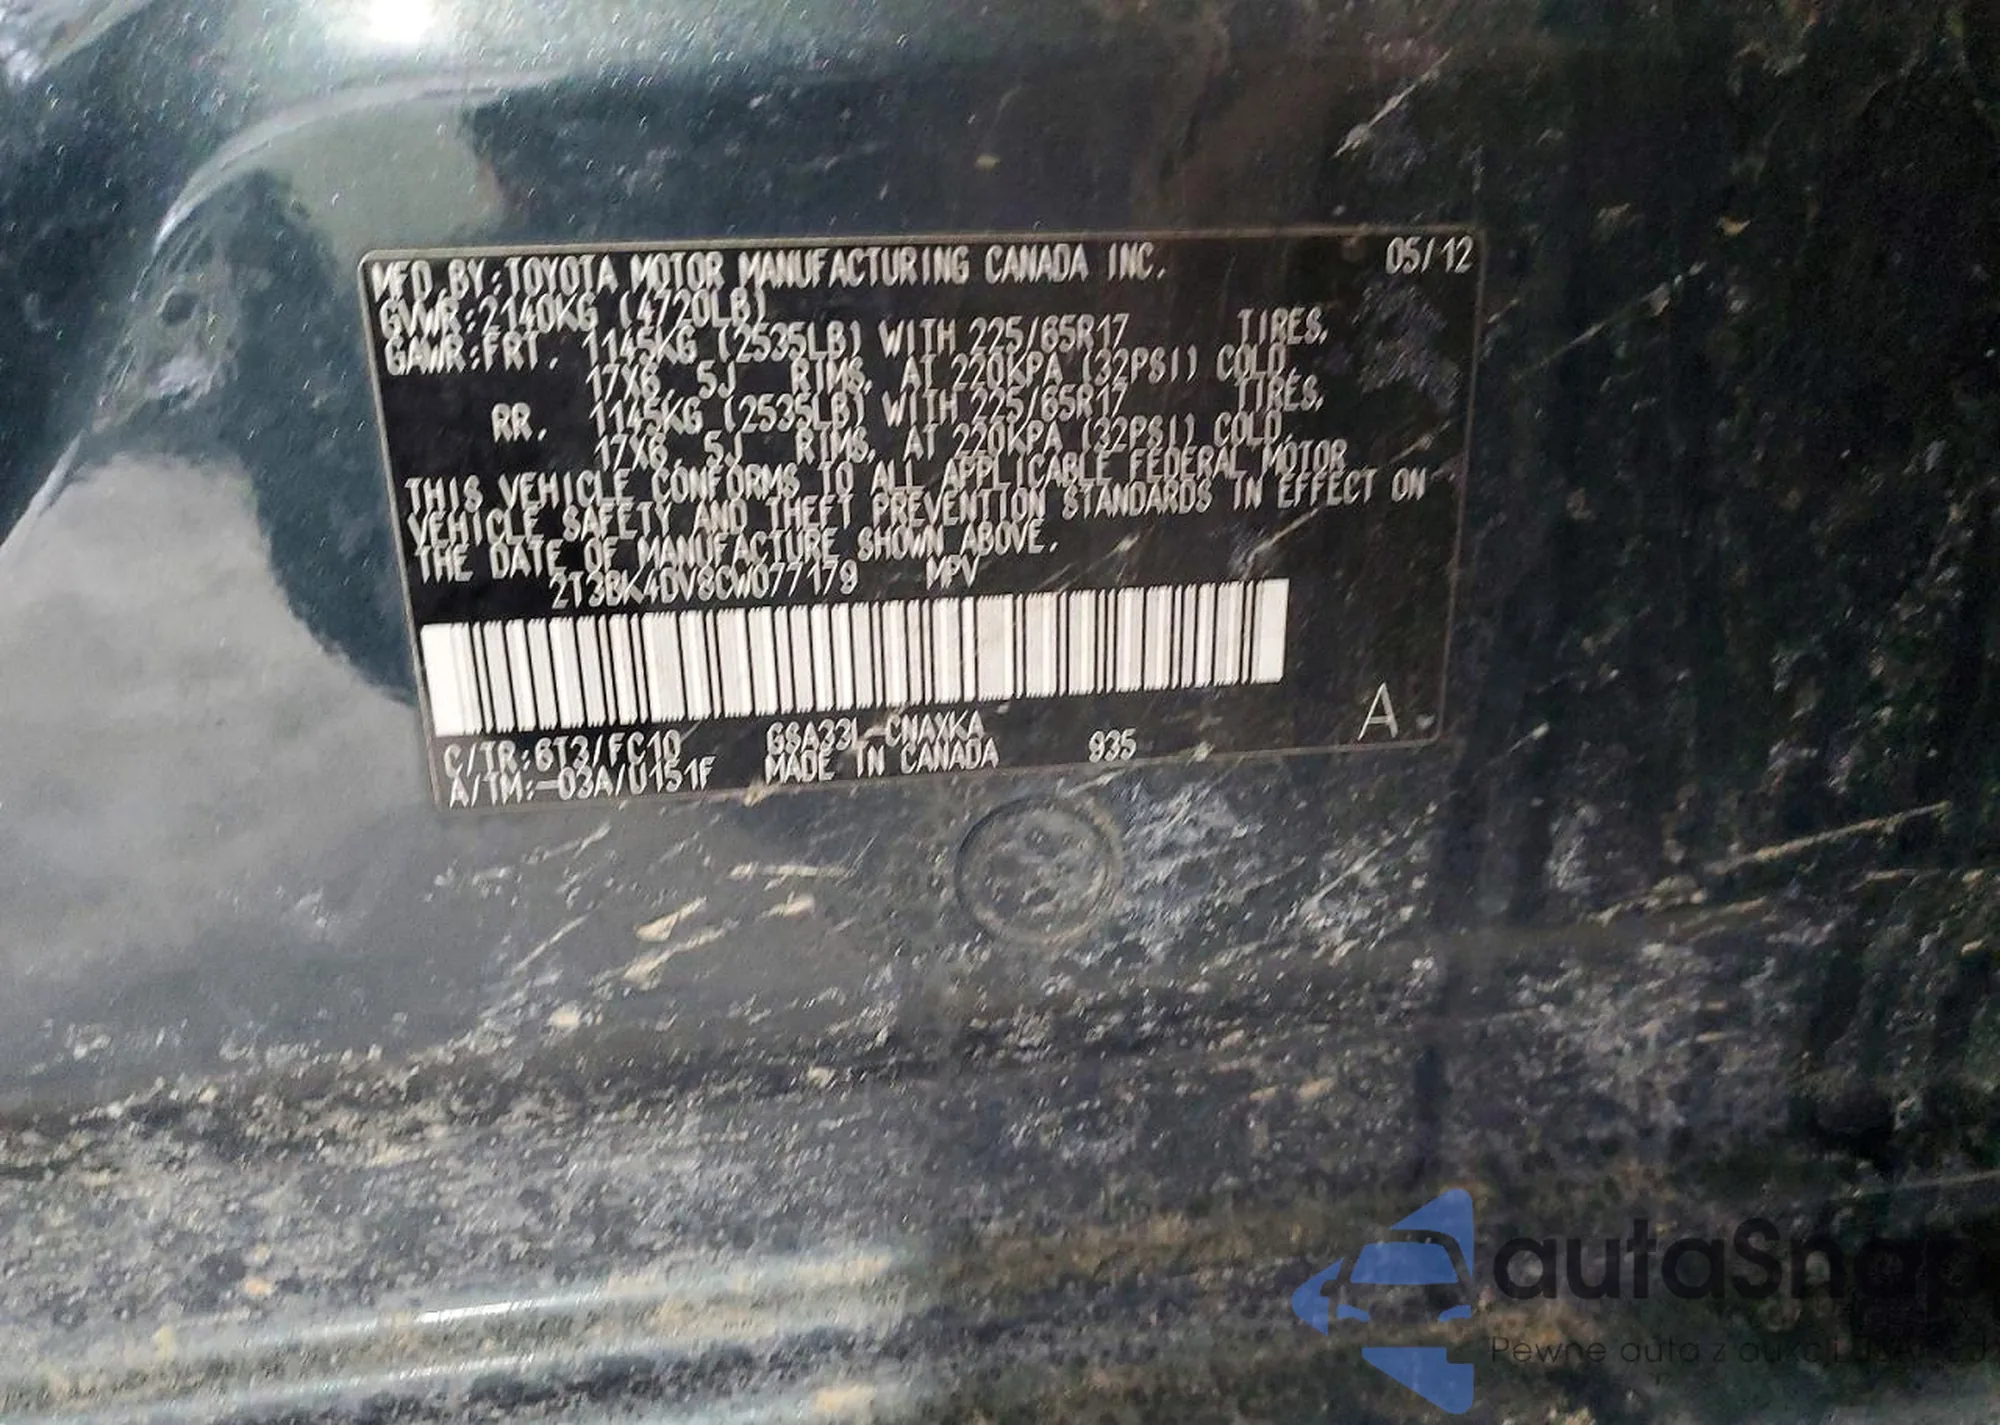 MFD BY: TOYOTA MOTOR MANUFACTURING CANADA INC. 05/12
GVWR: 2140KG (4720LB)
GAWR: FRT. 1145KG (2535LB) WITH 225/65R17 TIRES,
17X6.5J RIMS, AT 220KPA (32PSI) COLD.
RR. 1145KG (2535LB) WITH 225/65R17 TIRES,
17X6.5J RIMS, AT 220KPA (32PSI) COLD.
THIS VEHICLE CONFORMS TO ALL APPLICABLE FEDERAL MOTOR
VEHICLE SAFETY AND THEFT PREVENTION STANDARDS IN EFFECT ON
THE DATE OF MANUFACTURE SHOWN ABOVE.
2T3BK4DV8CW077179 MPV
C/TR: 6T3/FC10 GSA33L-CNAXKA 935 A
A/TM: -03A/U151F MADE IN CANADA
autaSnap
Pewne auta z aukcji